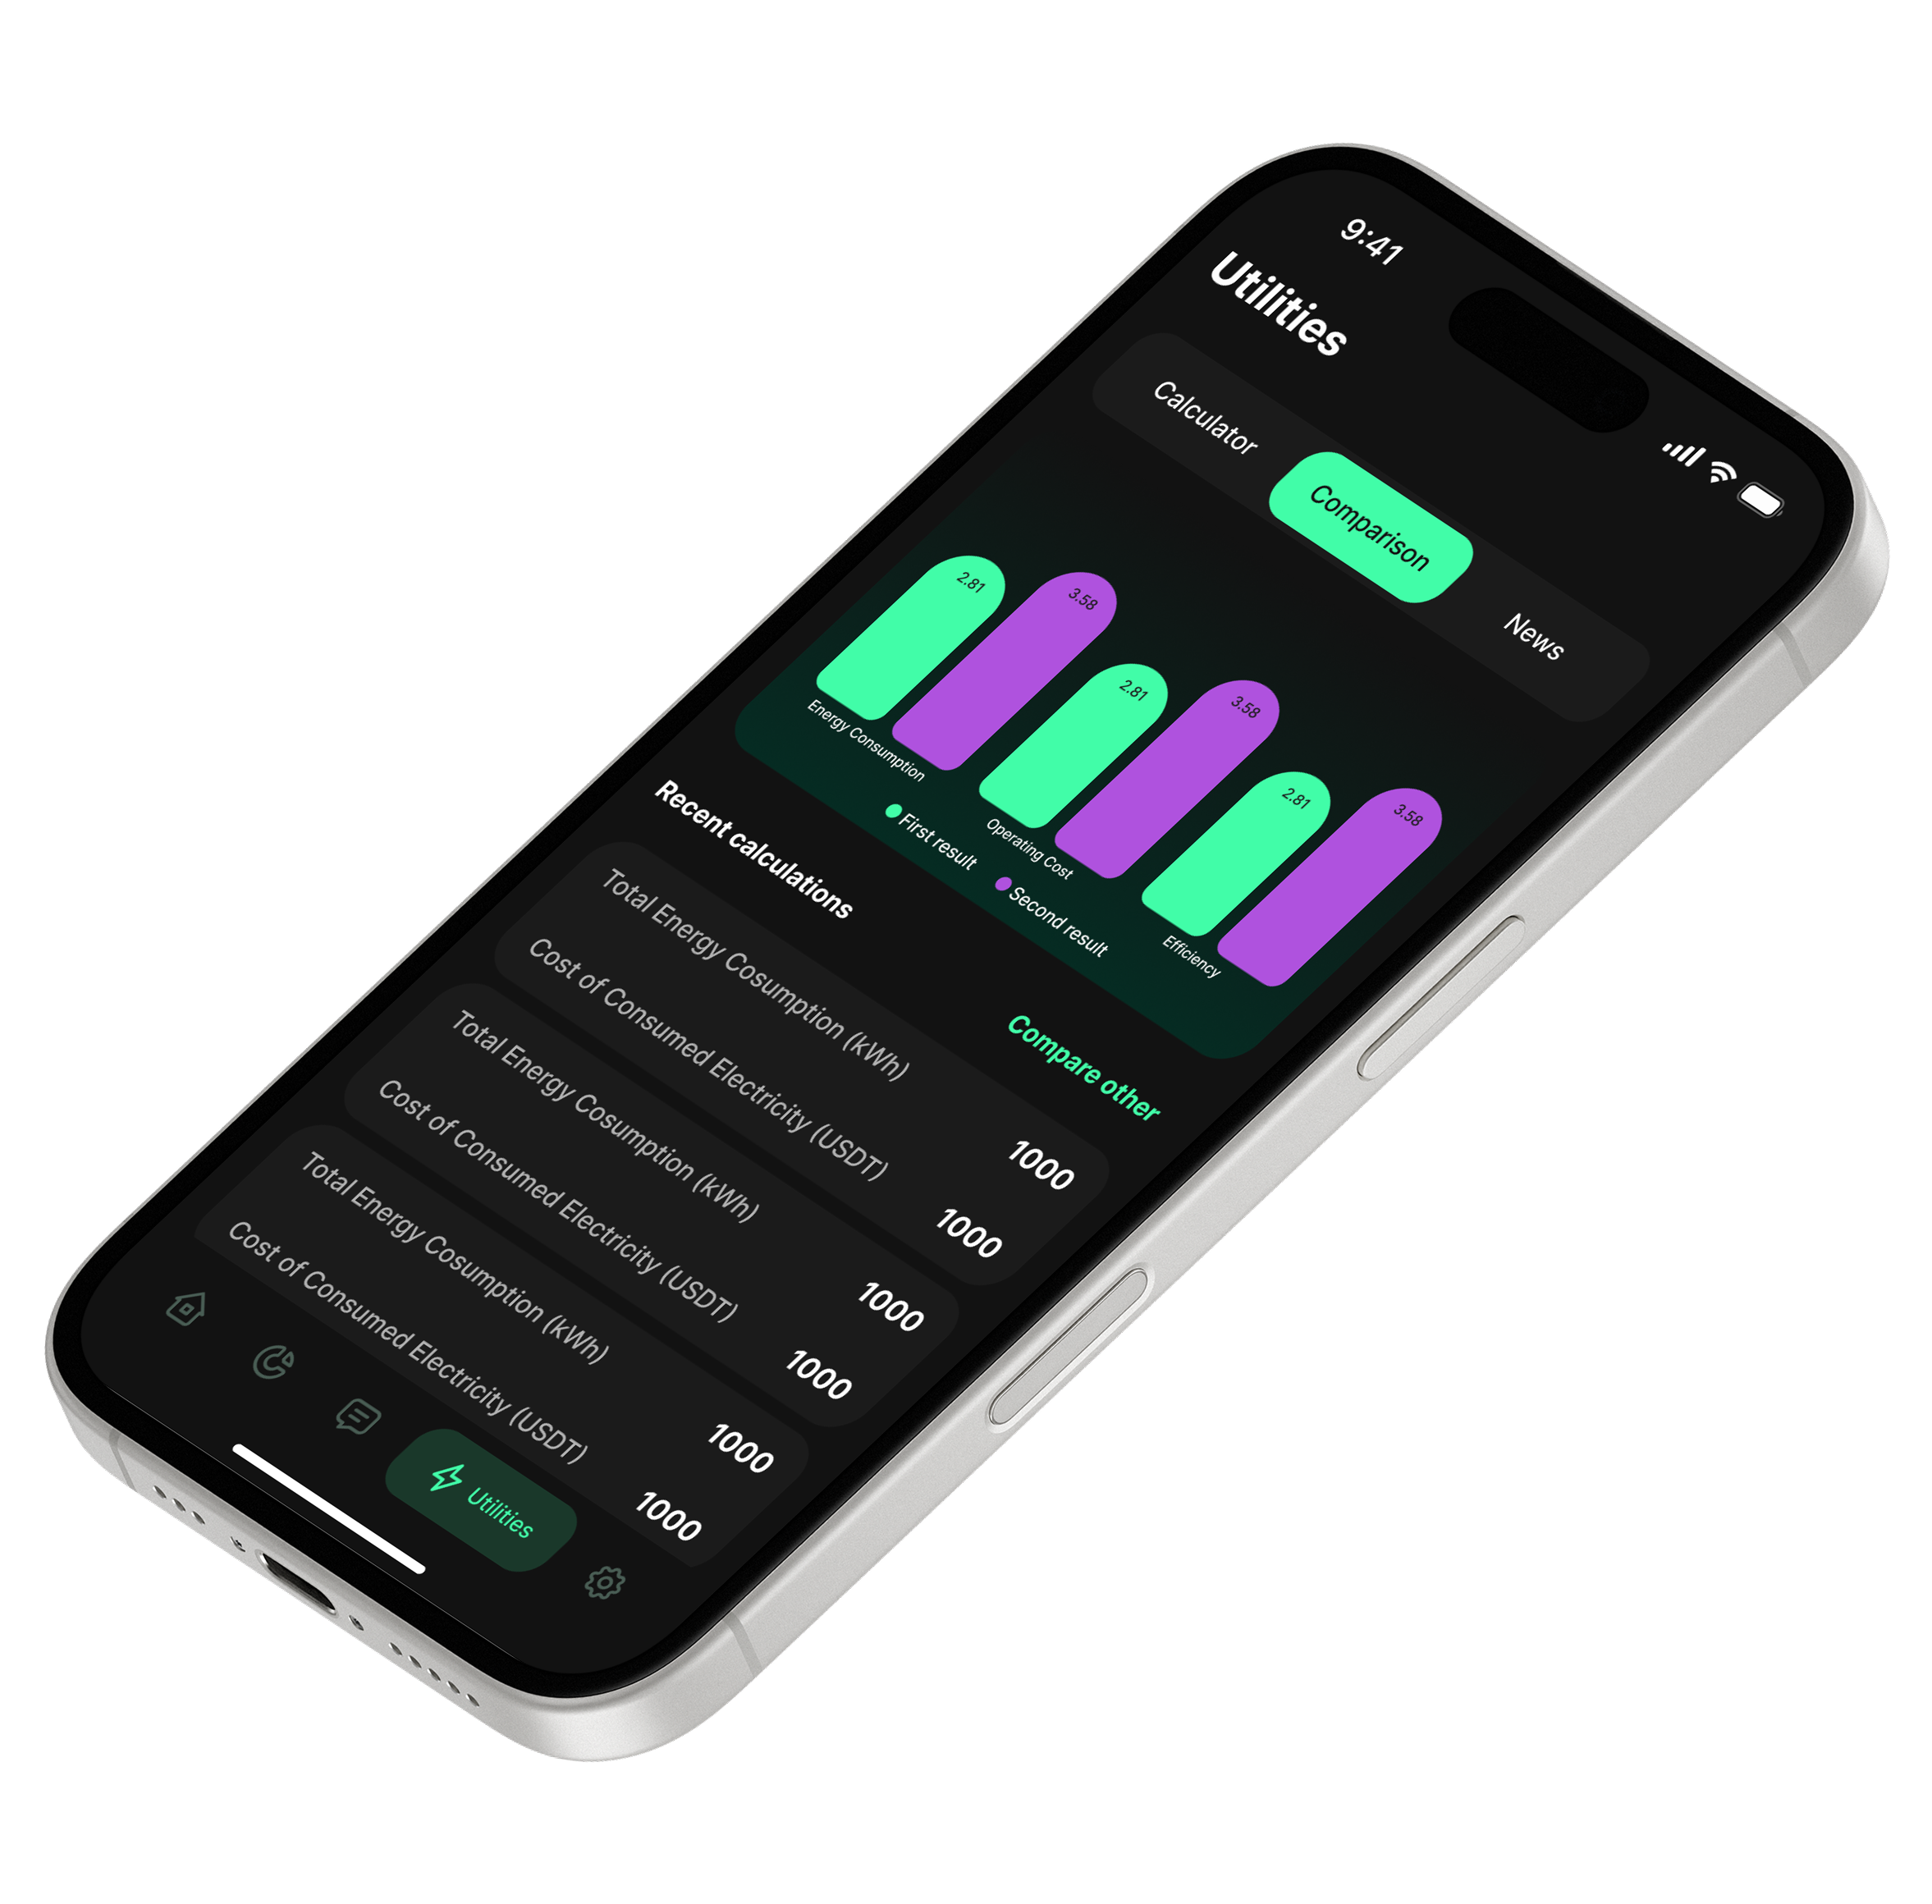 9:41
Utilities
Calculator
Comparison
News
2.81
3.58
2.81
3.58
2.81
3.58
Energy Consumption
Operating Cost
Efficiency
First result
Second result
Recent calculations
Compare other
Total Energy Cosumption (kWh)
1000
Cost of Consumed Electricity (USDT)
1000
Total Energy Cosumption (kWh)
1000
Cost of Consumed Electricity (USDT)
1000
Total Energy Cosumption (kWh)
1000
Cost of Consumed Electricity (USDT)
1000
Utilities